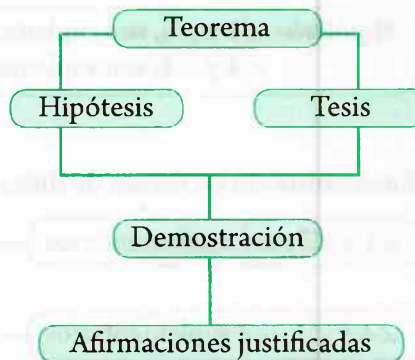 Teorema
Hipótesis
Tesis
Demostración
Afirmaciones justificadas